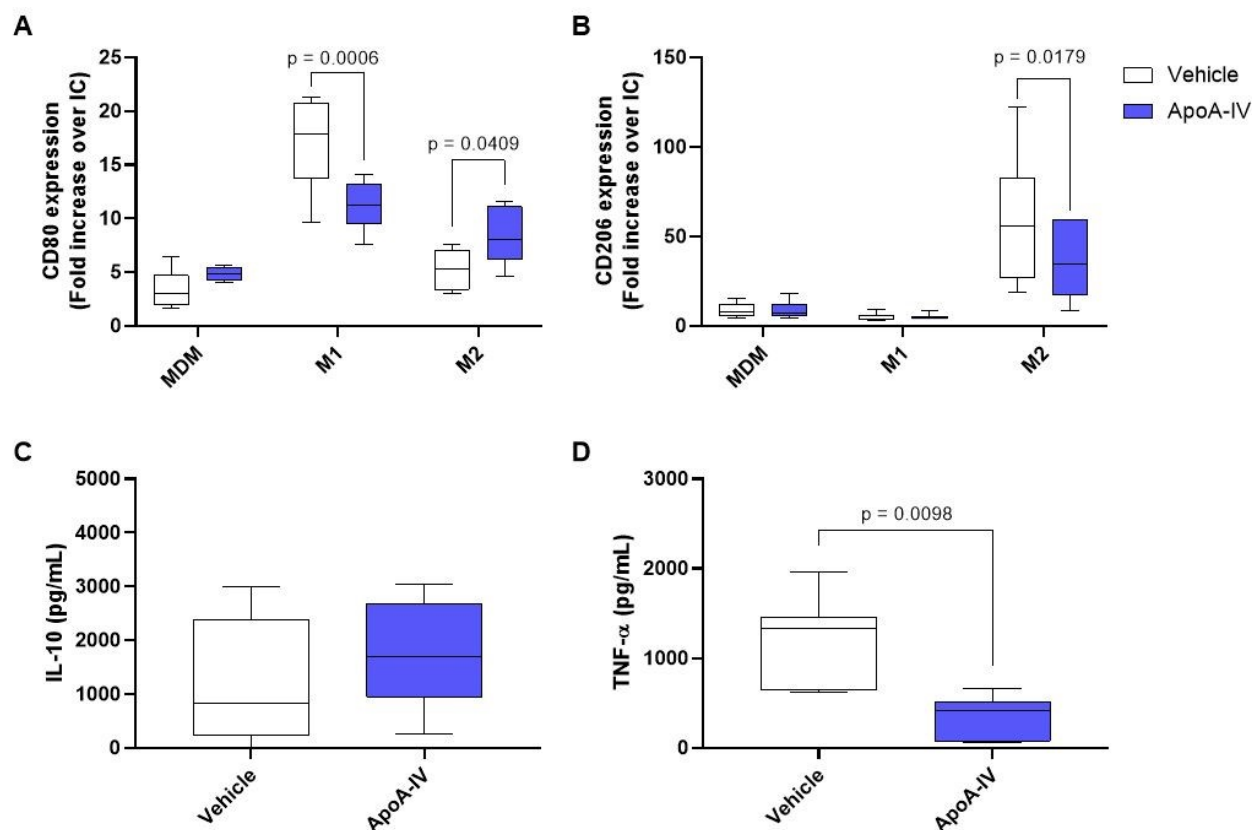 A
CD80 expression
(Fold increase over IC)
25
20
15
10
5
0
p = 0.0006
p = 0.0409
MDM
M1
M2
B
CD206 expression
(Fold increase over IC)
150
100
50
0
p = 0.0179
MDM
M1
M2
Vehicle
ApoA-IV
C
IL-10 (pg/mL)
5000
4000
3000
2000
1000
0
Vehicle
ApoA-IV
D
TNF-α (pg/mL)
3000
2000
1000
0
p = 0.0098
Vehicle
ApoA-IV